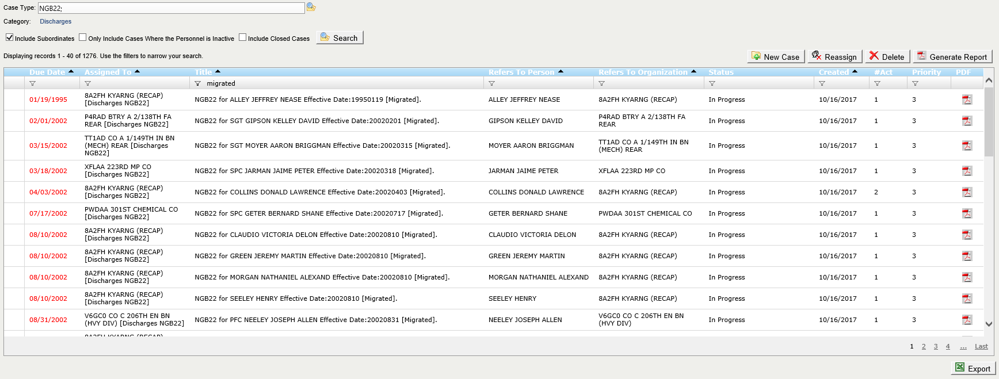 Case Type: NGB22;
Category: Discharges
Include Subordinates Only Include Cases Where the Personnel is Inactive Include Closed Cases Search
Displaying records 1 - 40 of 1276. Use the filters to narrow your search. New Case Reassign Delete Generate Report
Due Date Assigned To Title Refers To Person Refers To Organization Status Created #Act Priority PDF
migrated
8A2FH KYARNG (RECAP)
01/19/1995 NGB22 for ALLEY JEFFREY NEASE Effective Date:19950119 [Migrated]. ALLEY JEFFREY NEASE 8A2FH KYARNG (RECAP) In Progress 10/16/2017 1 3
[Discharges NGB22]
P4RAD BTRY A 2/138TH FA P4RAD BTRY A 2/138TH FA
02/01/2002 NGB22 for SGT GIPSON KELLEY DAVID Effective Date:20020201 [Migrated]. GIPSON KELLEY DAVID In Progress 10/16/2017 1 3
REAR [Discharges NGB22] REAR
TT1AD CO A 1/149TH IN BN TT1AD CO A 1/149TH IN BN
03/15/2002 (MECH) REAR [Discharges NGB22 for SGT MOYER AARON BRIGGMAN Effective Date:20020315 [Migrated]. MOYER AARON BRIGGMAN (MECH) REAR In Progress 10/16/2017 1 3
NGB22]
XFLAA 223RD MP CO
03/18/2002 NGB22 for SPC JARMAN JAIME PETER Effective Date:20020318 [Migrated]. JARMAN JAIME PETER XFLAA 223RD MP CO In Progress 10/16/2017 1 3
[Discharges NGB22]
8A2FH KYARNG (RECAP)
04/03/2002 NGB22 for COLLINS DONALD LAWRENCE Effective Date:20020403 [Migrated]. COLLINS DONALD LAWRENCE 8A2FH KYARNG (RECAP) In Progress 10/16/2017 2 3
[Discharges NGB22]
PWDAA 301ST CHEMICAL CO
07/17/2002 NGB22 for SPC GETER BERNARD SHANE Effective Date:20020717 [Migrated]. GETER BERNARD SHANE PWDAA 301ST CHEMICAL CO In Progress 10/16/2017 1 3
[Discharges NGB22]
8A2FH KYARNG (RECAP)
08/10/2002 NGB22 for CLAUDIO VICTORIA DELON Effective Date:20020810 [Migrated]. CLAUDIO VICTORIA DELON 8A2FH KYARNG (RECAP) In Progress 10/16/2017 1 3
[Discharges NGB22]
8A2FH KYARNG (RECAP)
08/10/2002 NGB22 for GREEN JEREMY MARTIN Effective Date:20020810 [Migrated]. GREEN JEREMY MARTIN 8A2FH KYARNG (RECAP) In Progress 10/16/2017 1 3
[Discharges NGB22]
8A2FH KYARNG (RECAP)
08/10/2002 NGB22 for MORGAN NATHANIEL ALEXAND Effective Date:20020810 [Migrated]. MORGAN NATHANIEL ALEXAND 8A2FH KYARNG (RECAP) In Progress 10/16/2017 1 3
[Discharges NGB22]
8A2FH KYARNG (RECAP)
08/10/2002 NGB22 for SEELEY HENRY Effective Date:20020810 [Migrated]. SEELEY HENRY 8A2FH KYARNG (RECAP) In Progress 10/16/2017 1 3
[Discharges NGB22]
V6GC0 CO C 206TH EN BN V6GC0 CO C 206TH EN BN
08/31/2002 NGB22 for PFC NEELEY JOSEPH ALLEN Effective Date:20020831 [Migrated]. NEELEY JOSEPH ALLEN In Progress 10/16/2017 1 3
(HVY DIV) [Discharges NGB22] (HVY DIV)
8A2FH KYARNG (RECAP)
1 2 3 4 ... Last
Export